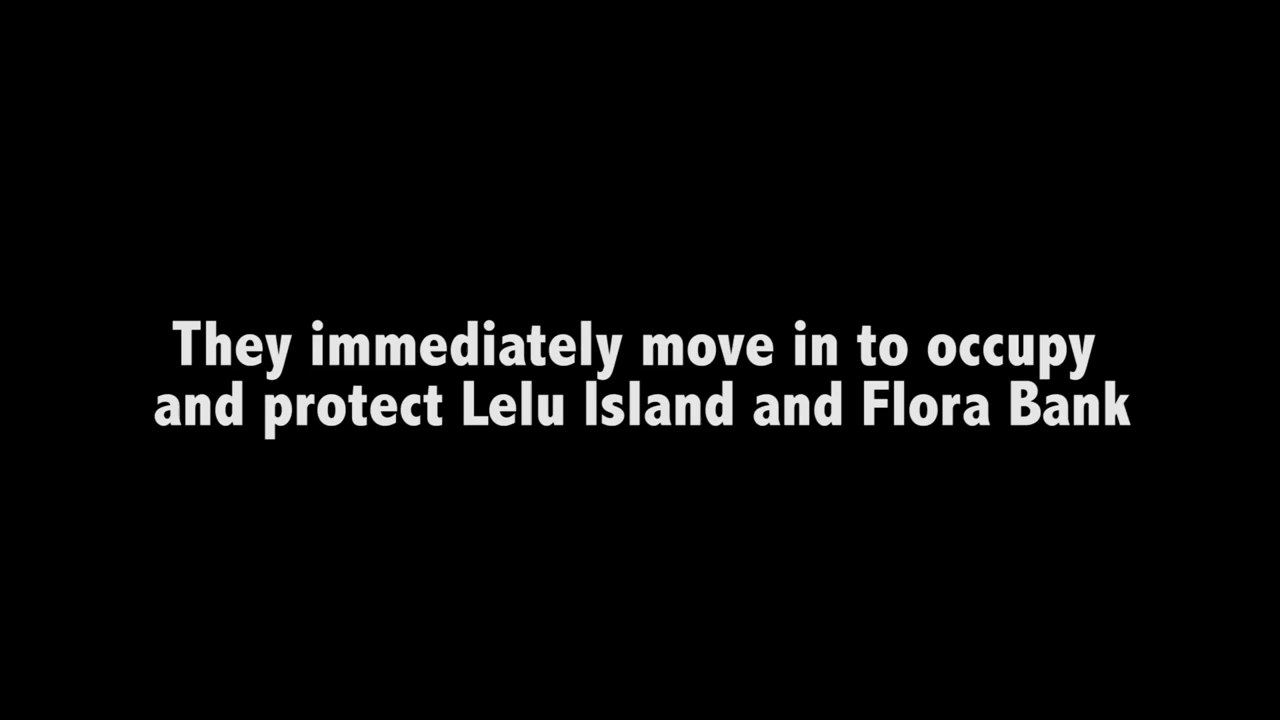 They immediately move in to occupy
and protect Lelu Island and Flora Bank